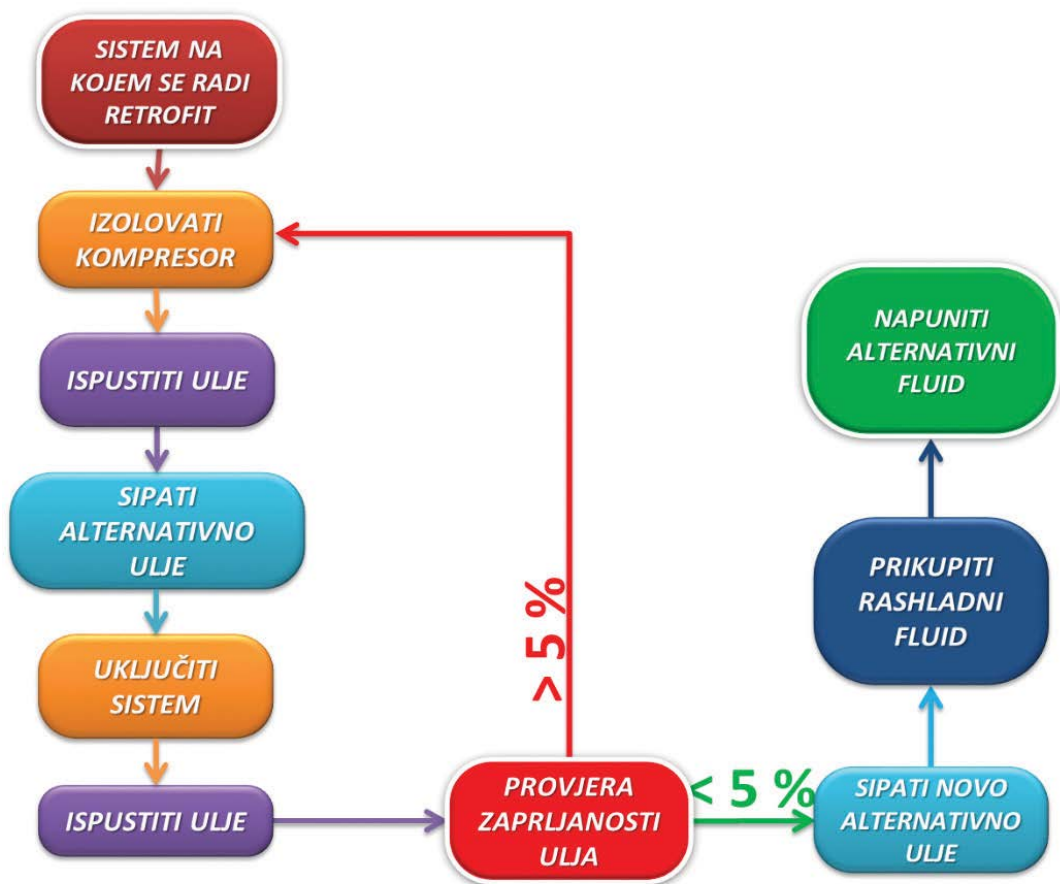 SISTEM NA
KOJEM SE RADI
RETROFIT
IZOLOVATI
KOMPRESOR
ISPUSTITI ULJE
SIPATI
ALTERNATIVNO
ULJE
UKLJUČITI
SISTEM
ISPUSTITI ULJE
PROVJERA
ZAPRLJANOSTI
ULJA
> 5 %
< 5 %
SIPATI NOVO
ALTERNATIVNO
ULJE
PRIKUPITI
RASHLADNI
FLUID
NAPUNITI
ALTERNATIVNI
FLUID